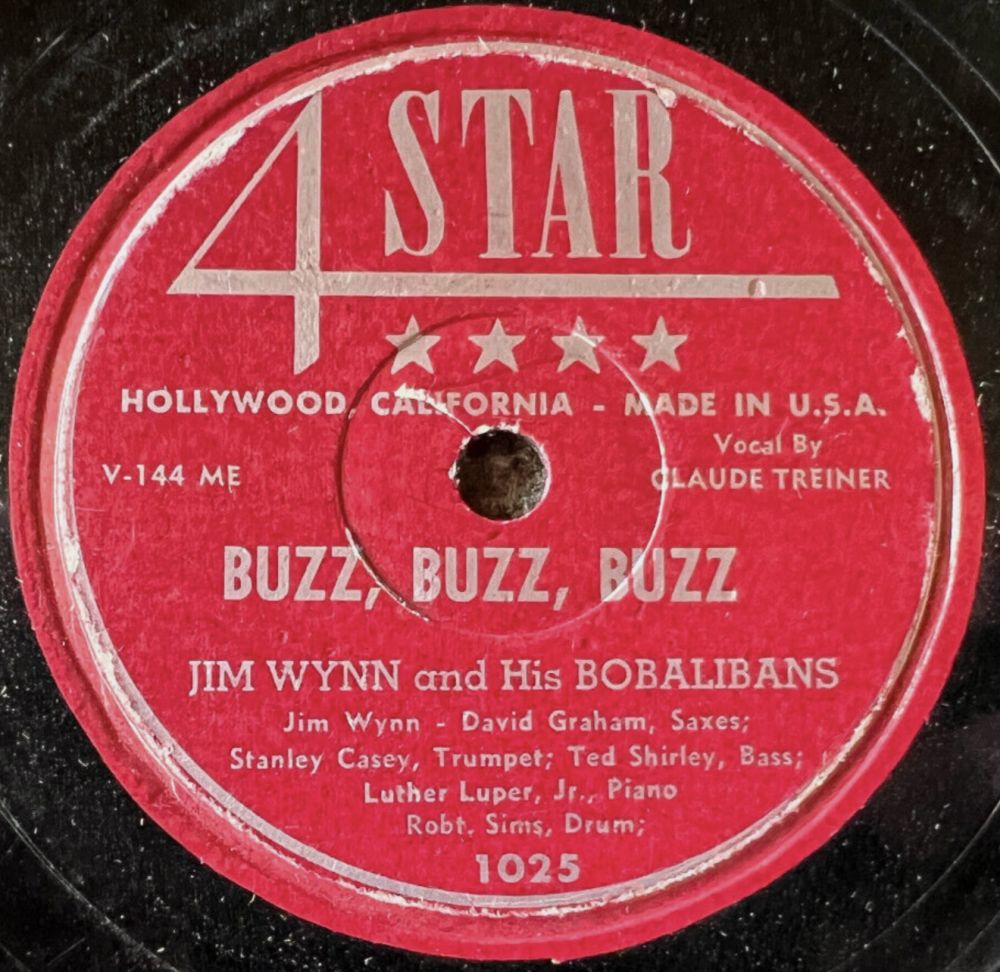 4 STAR
HOLLYWOOD, CALIFORNIA - MADE IN U.S.A.
Vocal By
V-144 ME CLAUDE TREINER
BUZZ, BUZZ, BUZZ
JIM WYNN and His BOBALIBANS
Jim Wynn - David Graham, Saxes;
Stanley Casey, Trumpet; Ted Shirley, Bass;
Luther Luper, Jr., Piano
Robt. Sims, Drum;
1025